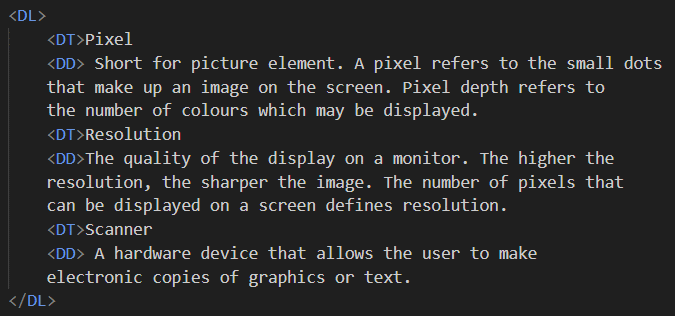 <DL>
<DT>Pixel
<DD> Short for picture element. A pixel refers to the small dots
that make up an image on the screen. Pixel depth refers to
the number of colours which may be displayed.
<DT>Resolution
<DD>The quality of the display on a monitor. The higher the
resolution, the sharper the image. The number of pixels that
can be displayed on a screen defines resolution.
<DT>Scanner
<DD> A hardware device that allows the user to make
electronic copies of graphics or text.
</DL>